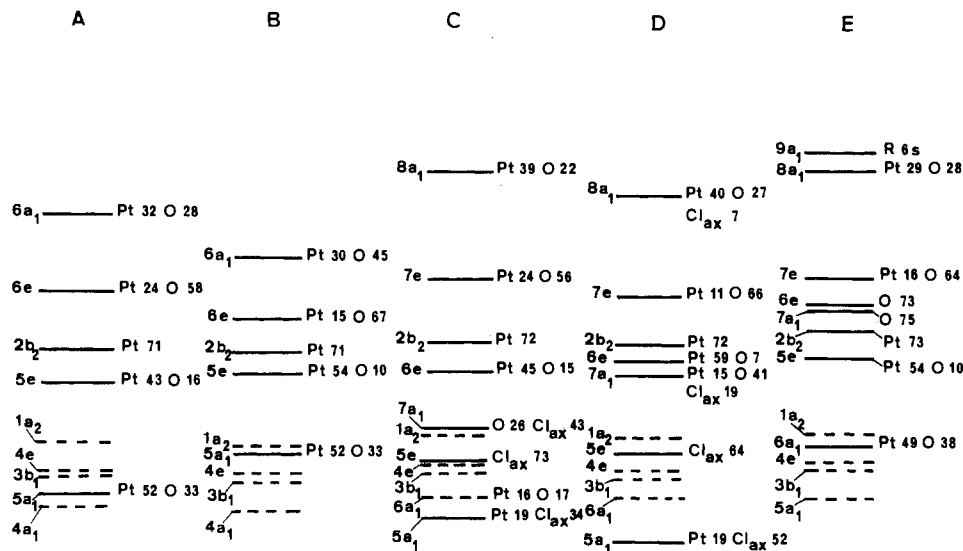 A
B
C
D
E
6a1 Pt 32 O 28
6e Pt 24 O 58
2b2 Pt 71
5e Pt 43 O 16
1a2
4e
3b1
5a1 Pt 52 O 33
4a1
6a1 Pt 30 O 45
6e Pt 15 O 67
2b2 Pt 71
5e Pt 54 O 10
1a2
5a1 Pt 52 O 33
4e
3b1
4a1
8a1 Pt 39 O 22
7e Pt 24 O 56
2b2 Pt 72
6e Pt 45 O 15
7a1 O 26 Clax 43
1a2
5e Clax 73
4e
3b1
6a1 Pt 16 O 17
5a1 Pt 19 Clax 34
8a1 Pt 40 O 27
Clax 7
7e Pt 11 O 66
2b2 Pt 72
6e Pt 59 O 7
7a1 Pt 15 O 41
Clax 19
1a2
5e Clax 64
4e
3b1
6a1
5a1 Pt 19 Clax 52
9a1 R 6s
8a1 Pt 29 O 28
7e Pt 16 O 64
6e O 73
7a1 O 75
2b2 Pt 73
5e Pt 54 O 10
1a2
6a1 Pt 49 O 38
4e
3b1
5a1